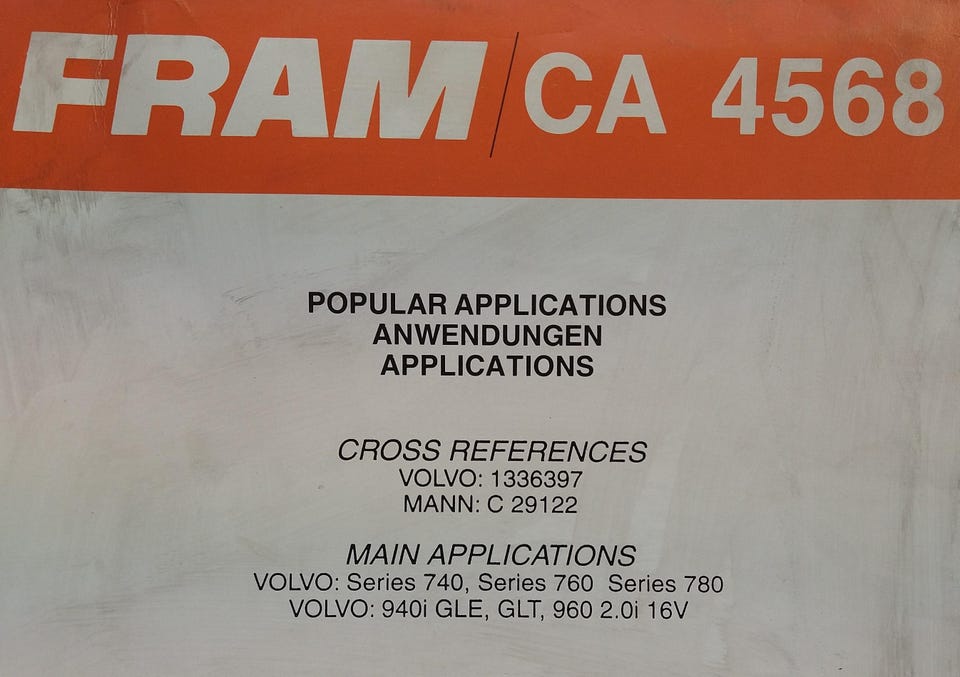 FRAM / CA 4568
POPULAR APPLICATIONS
ANWENDUNGEN
APPLICATIONS
CROSS REFERENCES
VOLVO: 1336397
MANN: C 29122
MAIN APPLICATIONS
VOLVO: Series 740, Series 760 Series 780
VOLVO: 940i GLE, GLT, 960 2.0i 16V